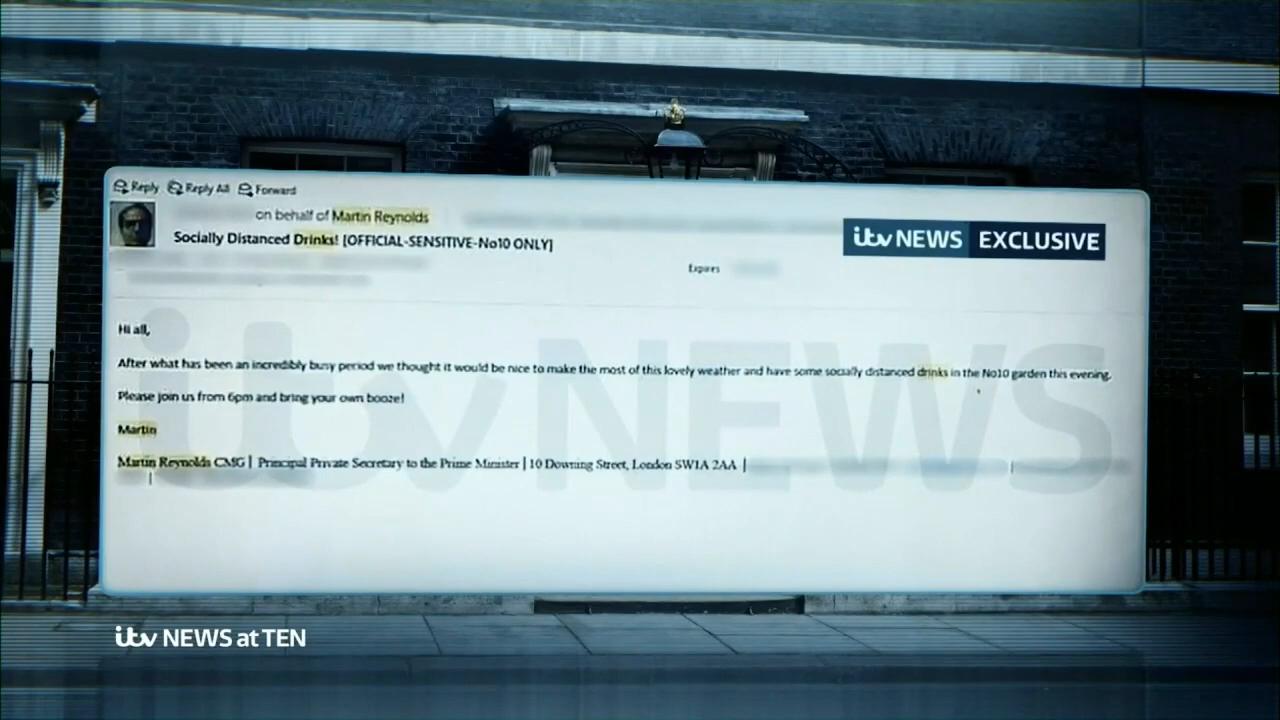 Reply Reply All Forward
on behalf of Martin Reynolds
Socially Distanced Drinks! [OFFICIAL-SENSITIVE-No10 ONLY]
itv NEWS EXCLUSIVE
Expires
Hi all,
After what has been an incredibly busy period we thought it would be nice to make the most of this lovely weather and have some socially distanced drinks in the No10 garden this evening.
Please join us from 6pm and bring your own booze!
Martin
Martin Reynolds CMG | Principal Private Secretary to the Prime Minister | 10 Downing Street, London SW1A 2AA |
itv NEWS
itv NEWS at TEN